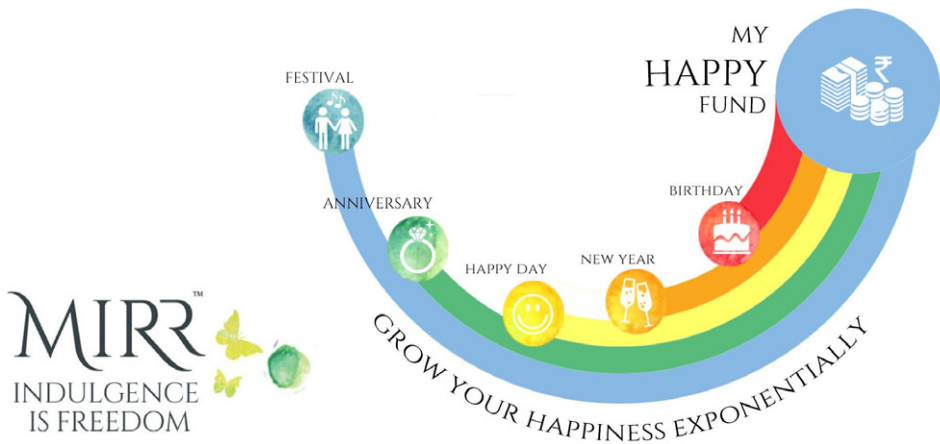 MY
HAPPY
FUND
₹
FESTIVAL
ANNIVERSARY
HAPPY DAY
NEW YEAR
BIRTHDAY
GROW YOUR HAPPINESS EXPONENTIALLY
MIRR™
INDULGENCE
IS FREEDOM